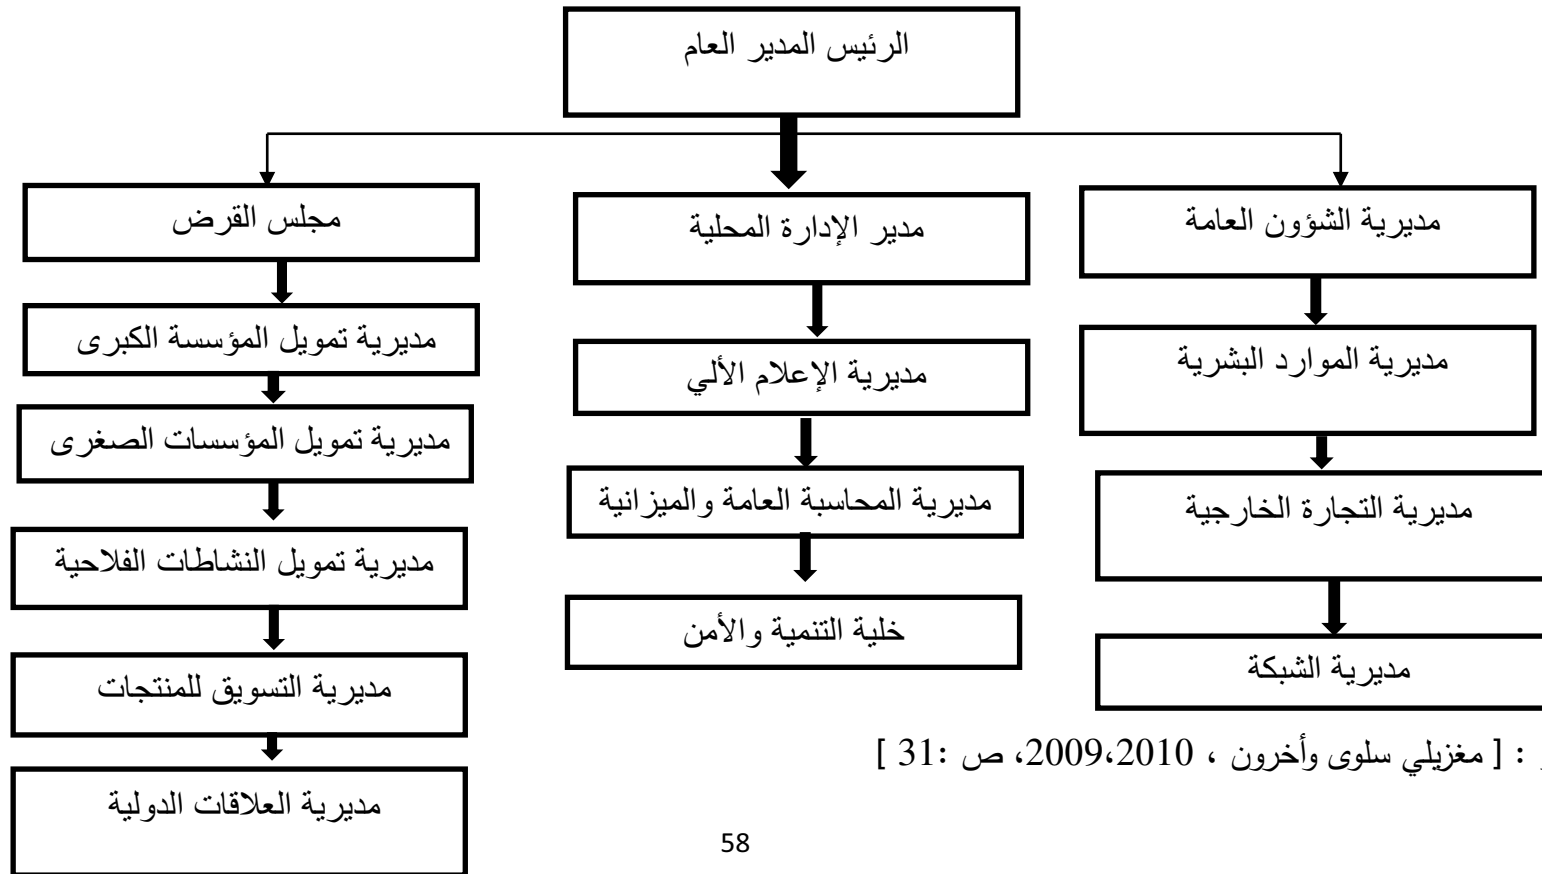 الرئيس المدير العام
مديرية الشؤون العامة
مديرية الموارد البشرية
مديرية التجارة الخارجية
مديرية الشبكة
مدير الإدارة المحلية
مديرية الإعلام الألي
مديرية المحاسبة العامة والميزانية
خلية التنمية والأمن
مجلس القرض
مديرية تمويل المؤسسة الكبرى
مديرية تمويل المؤسسات الصغرى
مديرية تمويل النشاطات الفلاحية
مديرية التسويق للمنتجات
مديرية العلاقات الدولية
: [ مغزيلي سلوى وأخرون ، 2009،2010، ص :31 ]
58